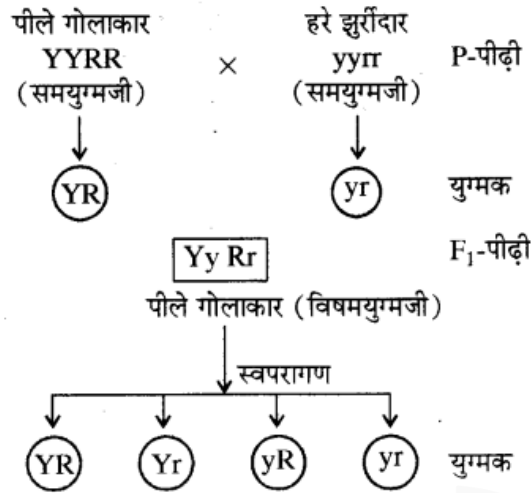 पीले गोलाकार हरे झुर्रीदार
YYRR × yyrr P-पीढ़ी
(समयुग्मजी) (समयुग्मजी)
YR yr युग्मक
Yy Rr F₁-पीढ़ी
पीले गोलाकार (विषमयुग्मजी)
स्वपरागण
YR Yr yR yr युग्मक